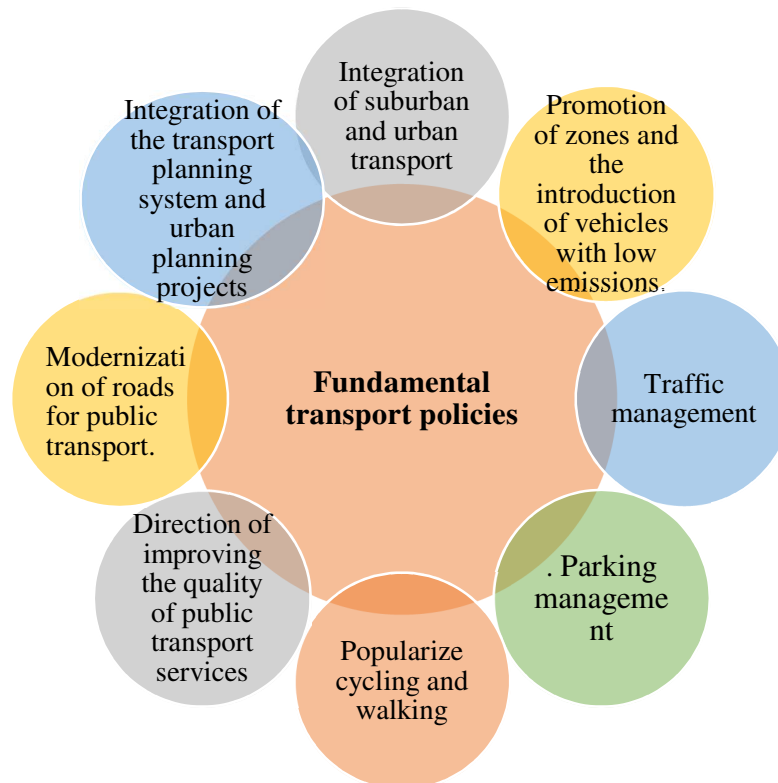 Integration
of suburban
and urban
transport
Promotion
of zones and
the
introduction
of vehicles
with low
emissions.
Traffic
management
. Parking
manageme
nt
Popularize
cycling and
walking
Direction of
improving
the quality
of public
transport
services
Modernizati
on of roads
for public
transport.
Integration of
the transport
planning
system and
urban
planning
projects
Fundamental
transport policies